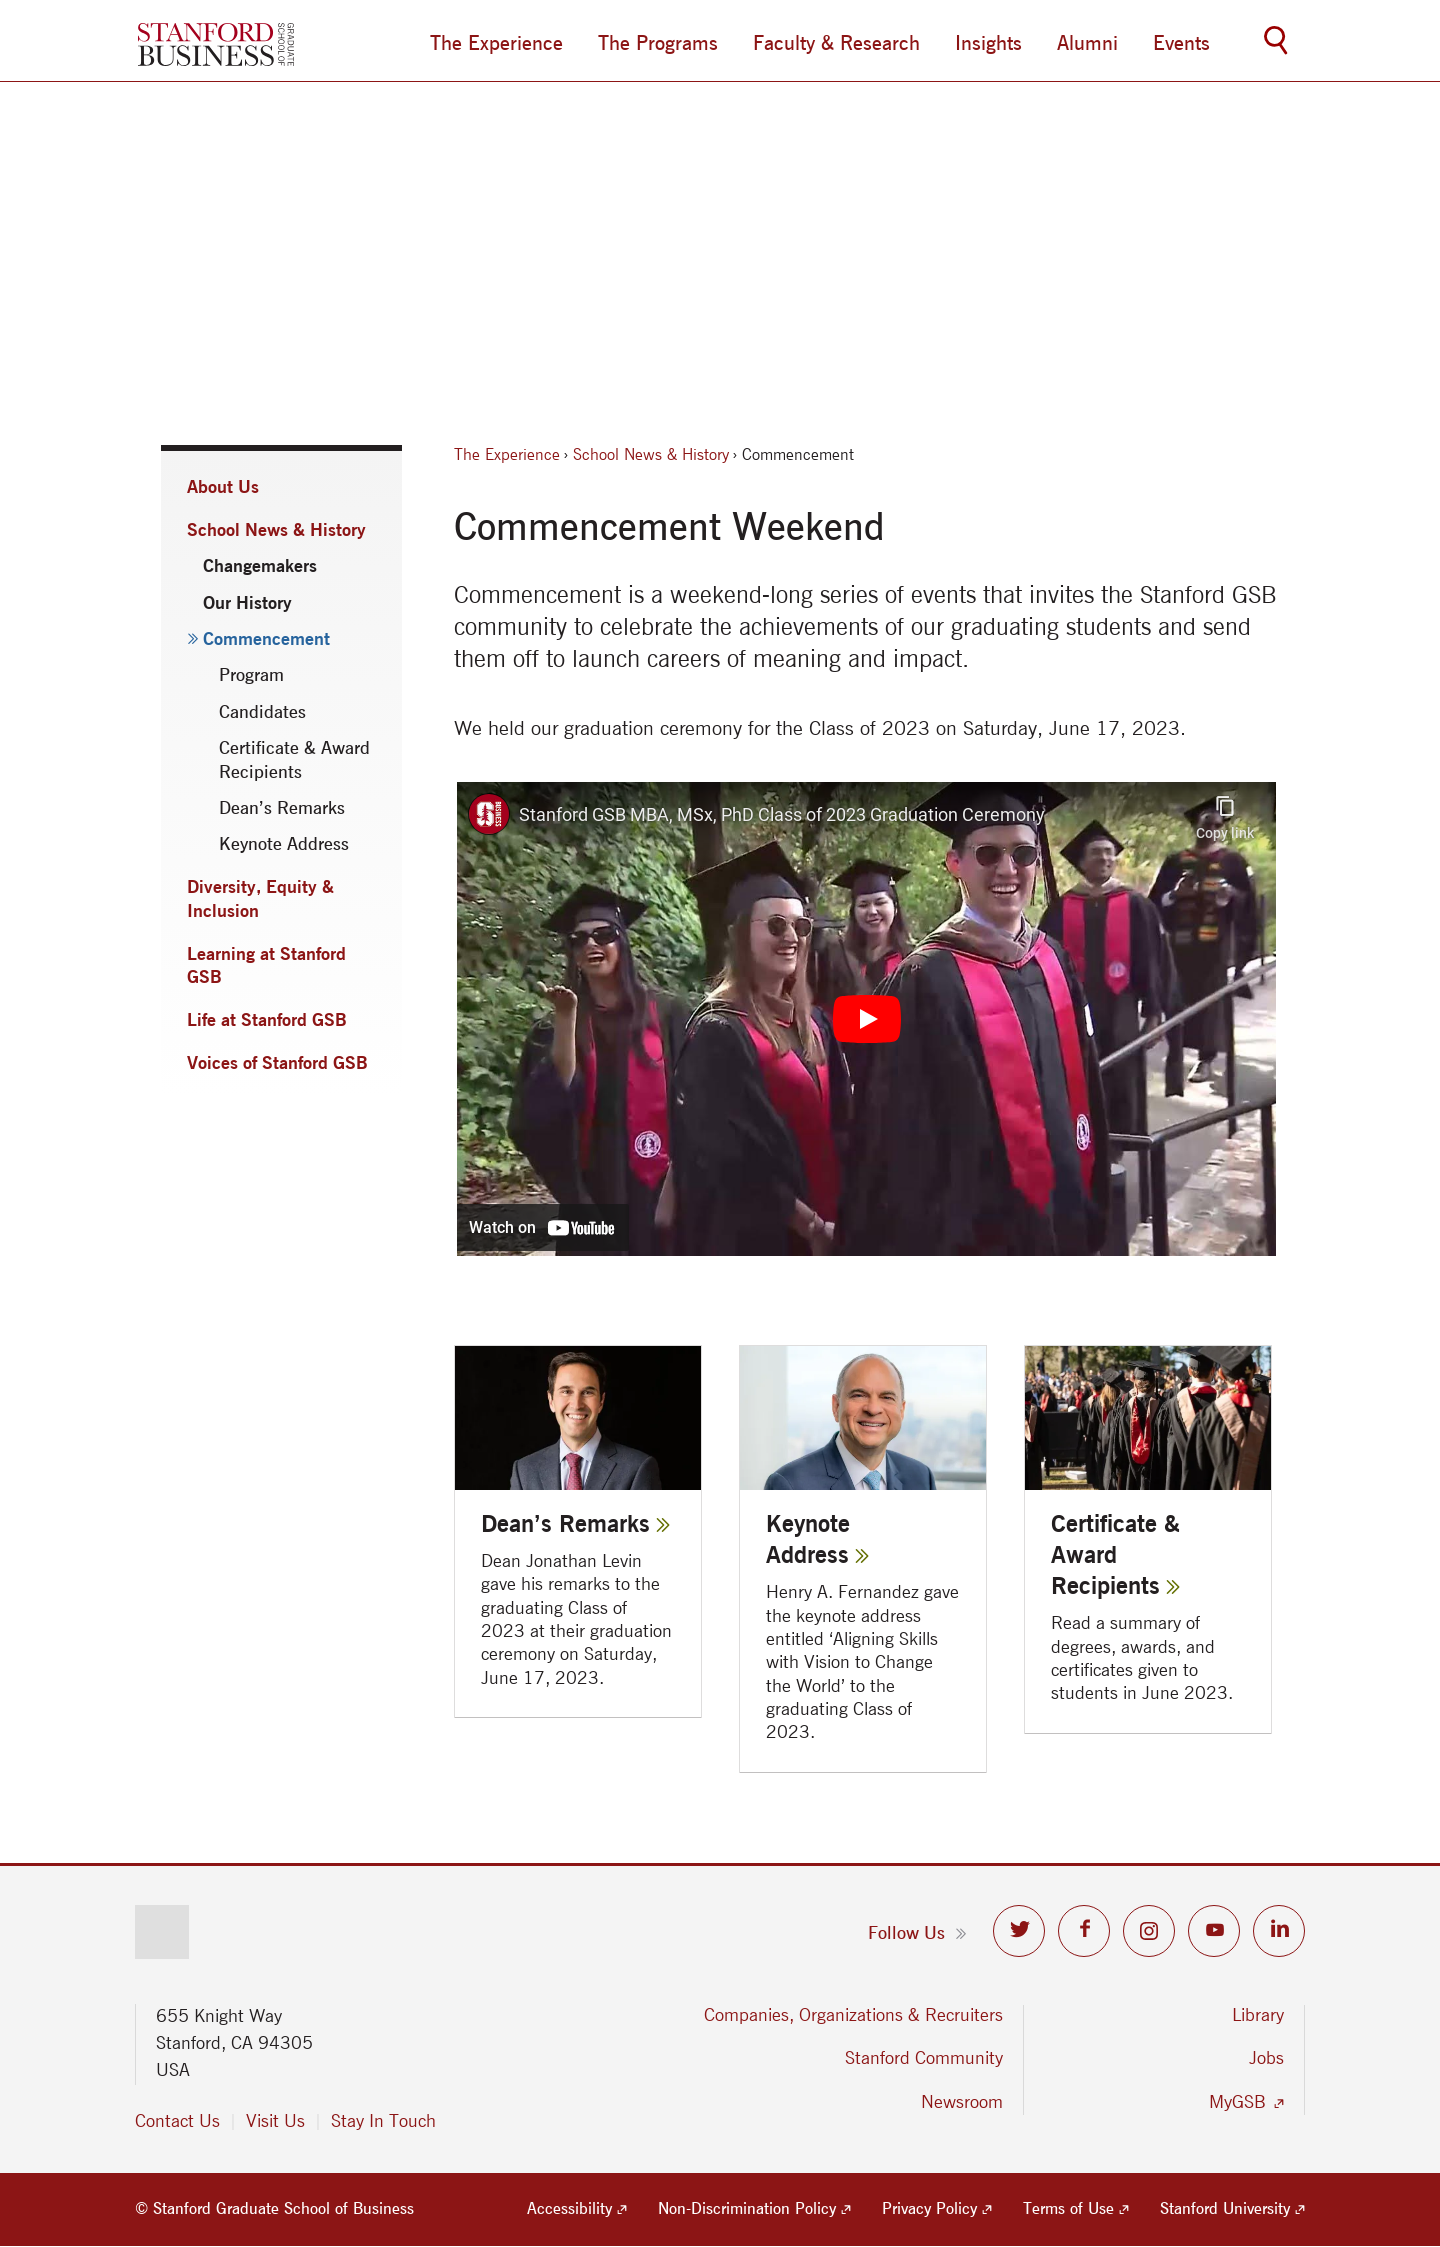 STANFORD
BUSINESS
GRADUATE
SCHOOL OF
The Experience
The Programs
Faculty & Research
Insights
Alumni
Events
About Us
School News & History
Changemakers
Our History
Commencement
Program
Candidates
Certificate & Award
Recipients
Dean’s Remarks
Keynote Address
Diversity, Equity &
Inclusion
Learning at Stanford
GSB
Life at Stanford GSB
Voices of Stanford GSB
The Experience › School News & History › Commencement
Commencement Weekend
Commencement is a weekend-long series of events that invites the Stanford GSB
community to celebrate the achievements of our graduating students and send
them off to launch careers of meaning and impact.
We held our graduation ceremony for the Class of 2023 on Saturday, June 17, 2023.
S BUSINESS
Stanford GSB MBA, MSx, PhD Class of 2023 Graduation Ceremony
Copy link
Watch on YouTube
Dean’s Remarks
Dean Jonathan Levin
gave his remarks to the
graduating Class of
2023 at their graduation
ceremony on Saturday,
June 17, 2023.
Keynote
Address
Henry A. Fernandez gave
the keynote address
entitled ‘Aligning Skills
with Vision to Change
the World’ to the
graduating Class of
2023.
Certificate &
Award
Recipients
Read a summary of
degrees, awards, and
certificates given to
students in June 2023.
Follow Us
655 Knight Way
Stanford, CA 94305
USA
Contact Us
Visit Us
Stay In Touch
Companies, Organizations & Recruiters
Stanford Community
Newsroom
Library
Jobs
MyGSB
© Stanford Graduate School of Business
Accessibility
Non-Discrimination Policy
Privacy Policy
Terms of Use
Stanford University